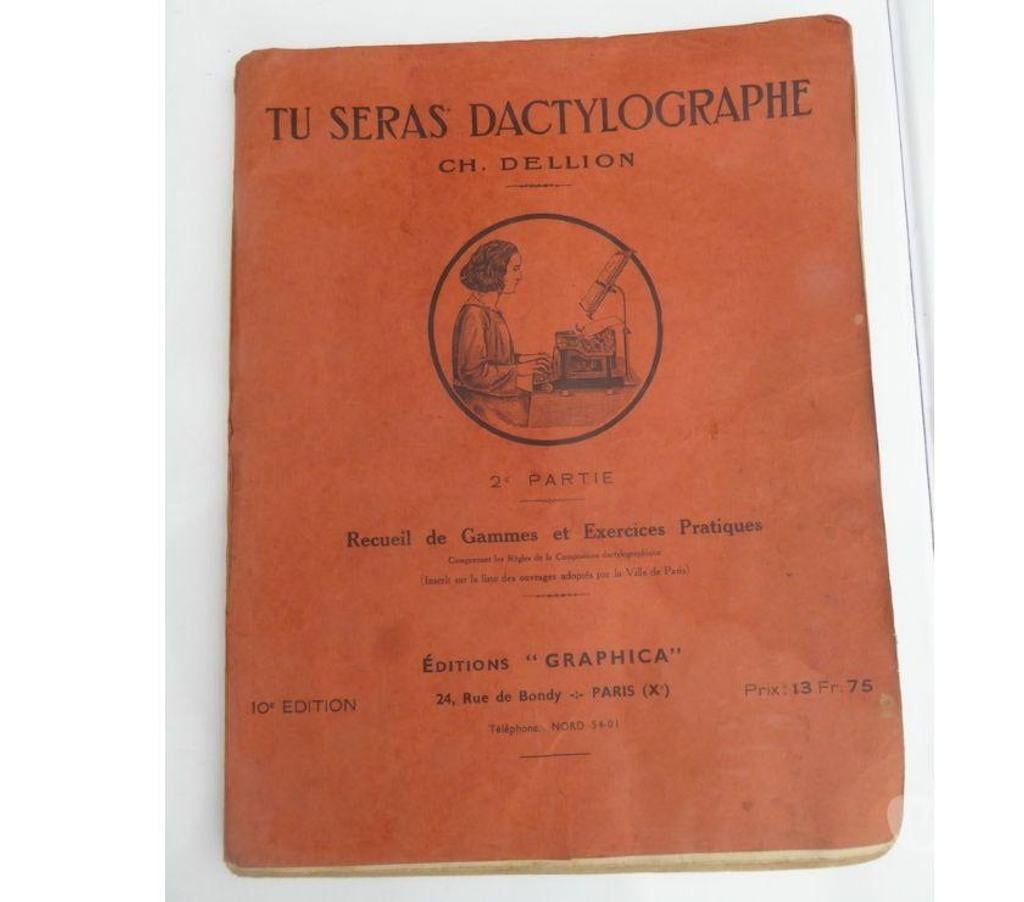 TU SERAS DACTYLOGRAPHE
CH. DELLION
2e PARTIE
Recueil de Gammes et Exercices Pratiques
Comprenant les Règles de la Composition dactylographique
(Inscrit sur la liste des ouvrages adoptés par la Ville de Paris)
ÉDITIONS "GRAPHICA"
10e EDITION
24, Rue de Bondy -:- PARIS (Xe)
Prix: 13 Fr. 75
Téléphone: NORD 54-01